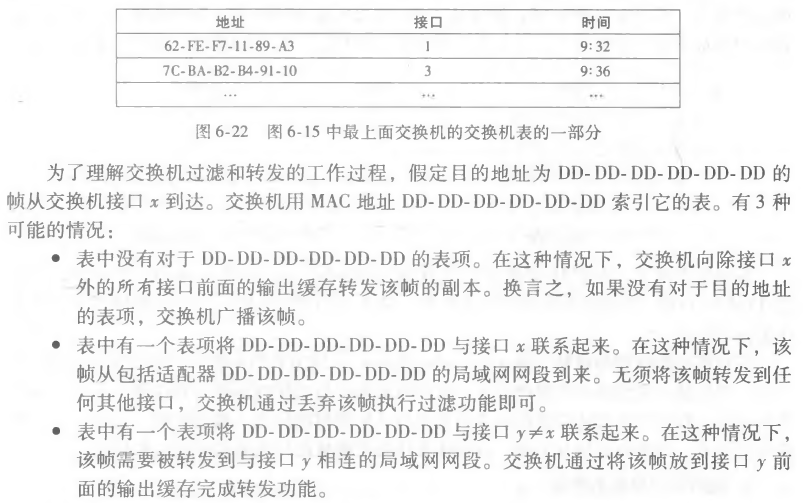 地址 接口 时间
62-FE-F7-11-89-A3 1 9:32
7C-BA-B2-B4-91-10 3 9:36
… … …
图 6-22 图 6-15 中最上面交换机的交换机表的一部分
为了理解交换机过滤和转发的工作过程，假定目的地址为 DD-DD-DD-DD-DD-DD 的
帧从交换机接口 x 到达。交换机用 MAC 地址 DD-DD-DD-DD-DD-DD 索引它的表。有 3 种
可能的情况：
● 表中没有对于 DD-DD-DD-DD-DD-DD 的表项。在这种情况下，交换机向除接口 x
外的所有接口前面的输出缓存转发该帧的副本。换言之，如果没有对于目的地址
的表项，交换机广播该帧。
● 表中有一个表项将 DD-DD-DD-DD-DD-DD 与接口 x 联系起来。在这种情况下，该
帧从包括适配器 DD-DD-DD-DD-DD-DD 的局域网网段到来。无须将该帧转发到任
何其他接口，交换机通过丢弃该帧执行过滤功能即可。
● 表中有一个表项将 DD-DD-DD-DD-DD-DD 与接口 y≠x 联系起来。在这种情况下，
该帧需要被转发到与接口 y 相连的局域网网段。交换机通过将该帧放到接口 y 前
面的输出缓存完成转发功能。